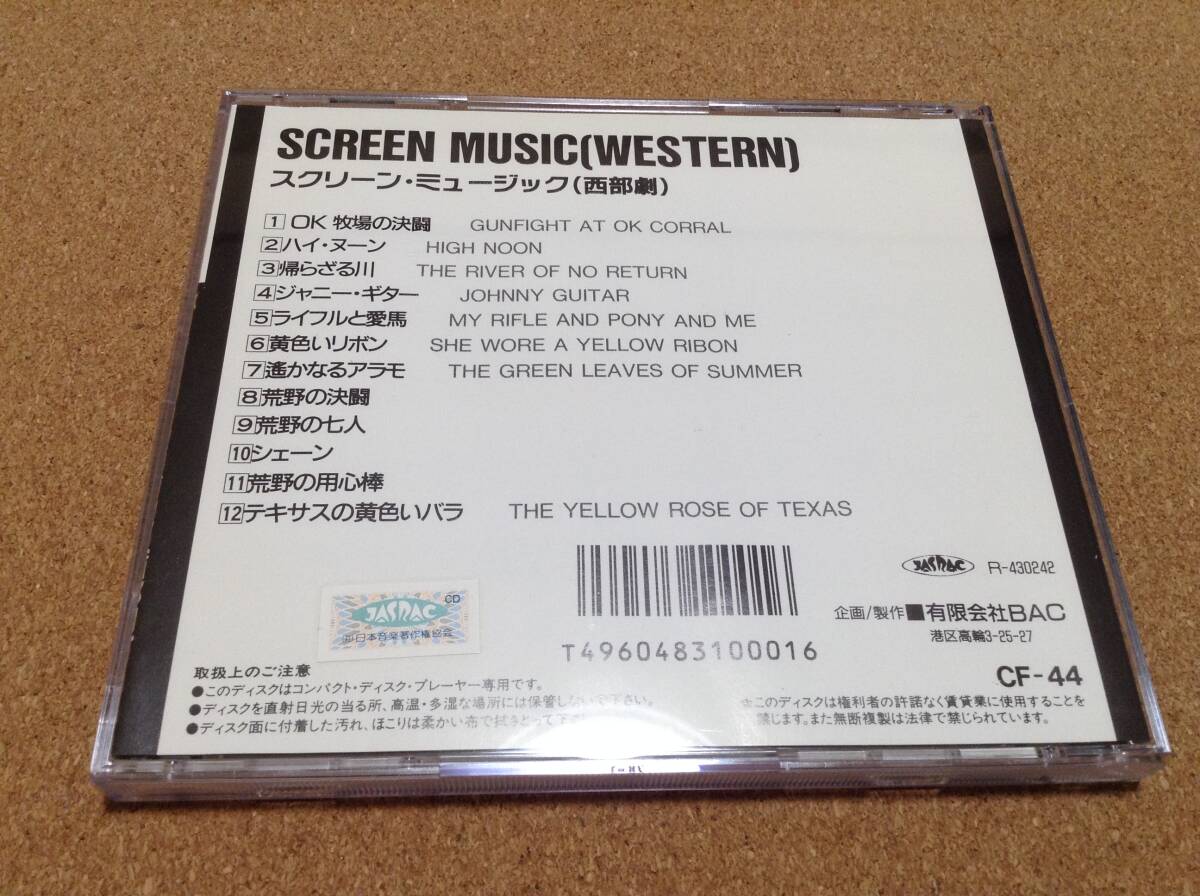 SCREEN MUSIC(WESTERN)
スクリーン・ミュージック(西部劇)
1 OK 牧場の決闘 GUNFIGHT AT OK CORRAL
2 ハイ・ヌーン HIGH NOON
3 帰らざる川 THE RIVER OF NO RETURN
4 ジャニー・ギター JOHNNY GUITAR
5 ライフルと愛馬 MY RIFLE AND PONY AND ME
6 黄色いリボン SHE WORE A YELLOW RIBON
7 遙かなるアラモ THE GREEN LEAVES OF SUMMER
8 荒野の決闘
9 荒野の七人
10 シェーン
11 荒野の用心棒
12 テキサスの黄色いバラ THE YELLOW ROSE OF TEXAS
JASRAC R-430242
企画/製作 ■有限会社BAC
港区高輪3-25-27
CD
JASRAC
日本音楽著作権協会
T4960483100016
CF-44
取扱上のご注意
●このディスクはコンパクト・ディスク・プレーヤー専用です。
●ディスクを直射日光の当る所、高温・多湿な場所には保管しないで下さい。
●ディスク面に付着した汚れ、ほこりは柔かい布で拭きとって下
☆このディスクは権利者の許諾なく賃貸業に使用することを
禁じます。また無断複製は法律で禁じられています。